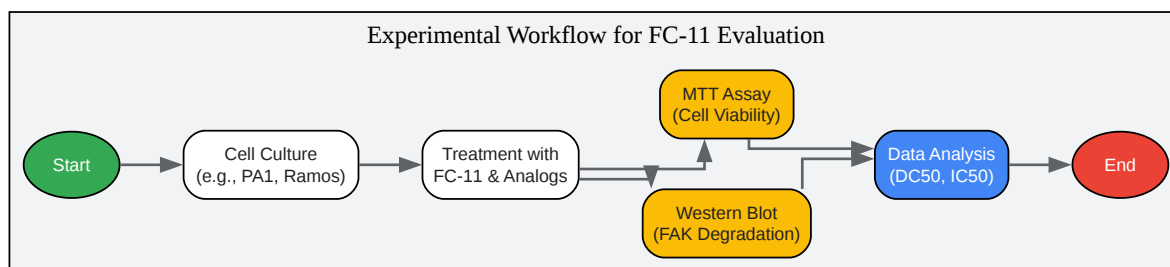 Experimental Workflow for FC-11 Evaluation
Start
Cell Culture
(e.g., PA1, Ramos)
Treatment with
FC-11 & Analogs
MTT Assay
(Cell Viability)
Western Blot
(FAK Degradation)
Data Analysis
(DC50, IC50)
End